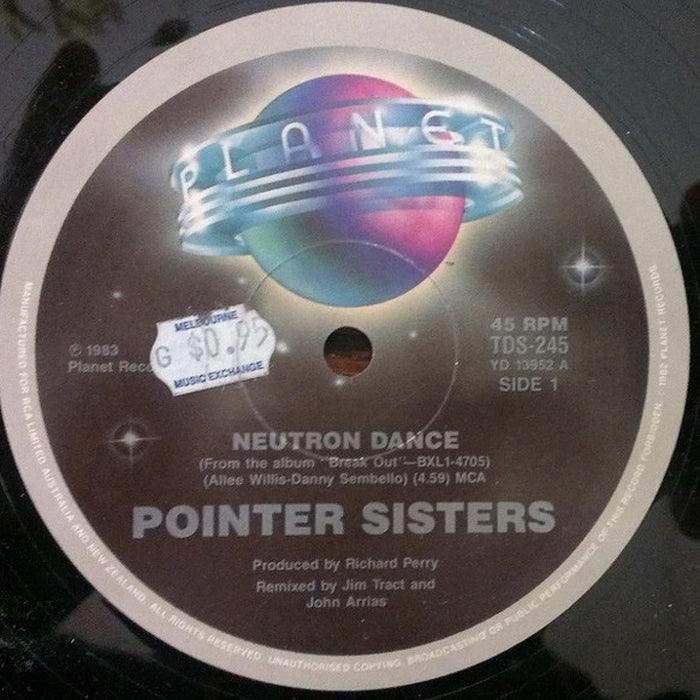 PLANET
MELBOURNE
G $0.95
MUSIC EXCHANGE
℗ 1983
Planet Reco
45 RPM
TDS-245
YD 13952 A
SIDE 1
NEUTRON DANCE
(From the album "Break Out"—BXL1-4705)
(Allee Willis-Danny Sembello) (4.59) MCA
POINTER SISTERS
Produced by Richard Perry
Remixed by Jim Tract and
John Arrias
MANUFACTURED FOR RCA LIMITED AUSTRALIA AND NEW ZEALAND. ALL RIGHTS RESERVED. UNAUTHORISED COPYING, BROADCASTING OR PUBLIC PERFORMANCE OF THIS RECORD FORBIDDEN. 1982 PLANET RECORDS